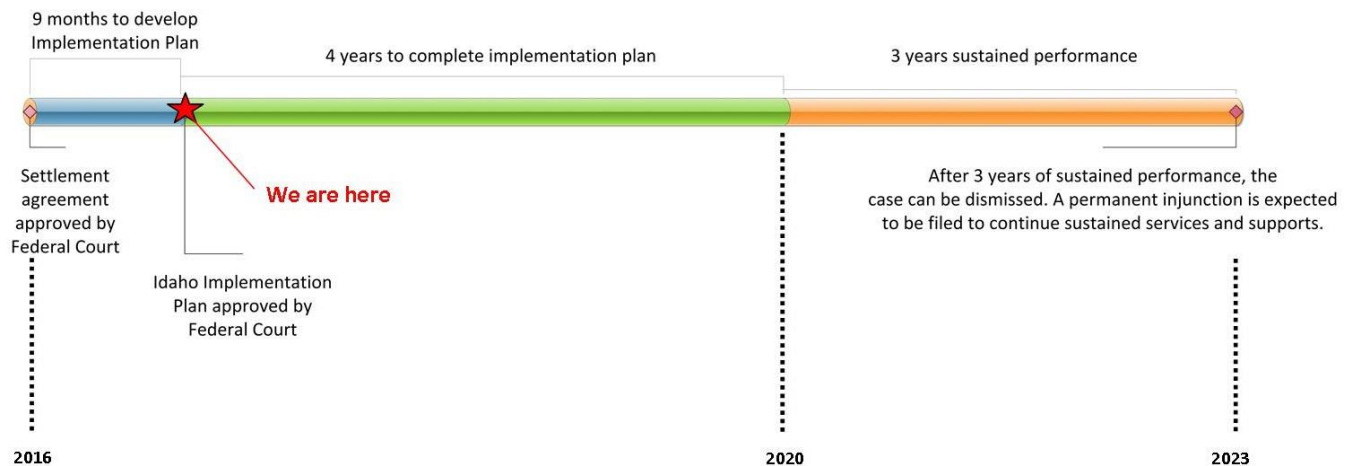 9 months to develop
Implementation Plan
4 years to complete implementation plan
3 years sustained performance
Settlement
agreement
approved by
Federal Court
We are here
After 3 years of sustained performance, the
case can be dismissed. A permanent injunction is expected
to be filed to continue sustained services and supports.
Idaho Implementation
Plan approved by
Federal Court
2016
2020
2023